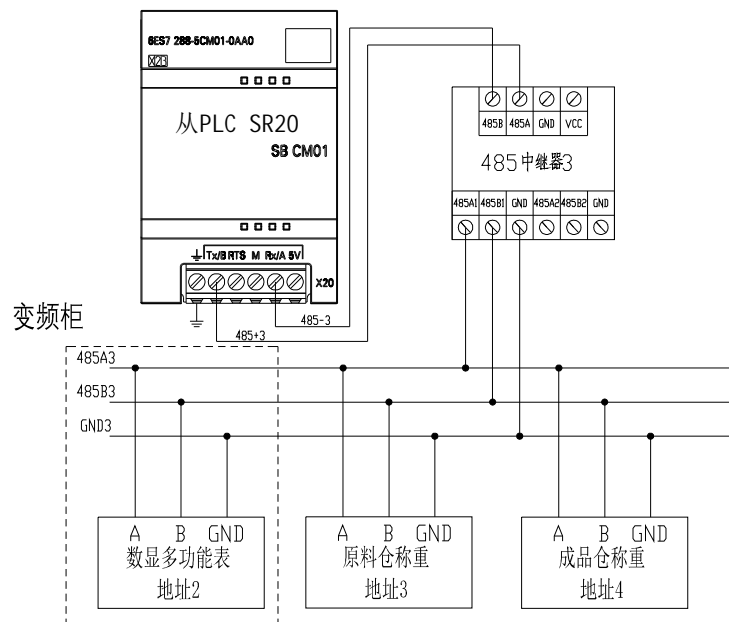 6ES7 288-5CM01-0AA0
X2B
从PLC SR20
SB CM01
Tx/B RTS M Rx/A 5V
X20
485B 485A GND VCC
485中继器3
485A1 485B1 GND 485A2 485B2 GND
485-3
485+3
变频柜
485A3
485B3
GND3
A B GND
数显多功能表
地址2
A B GND
原料仓称重
地址3
A B GND
成品仓称重
地址4